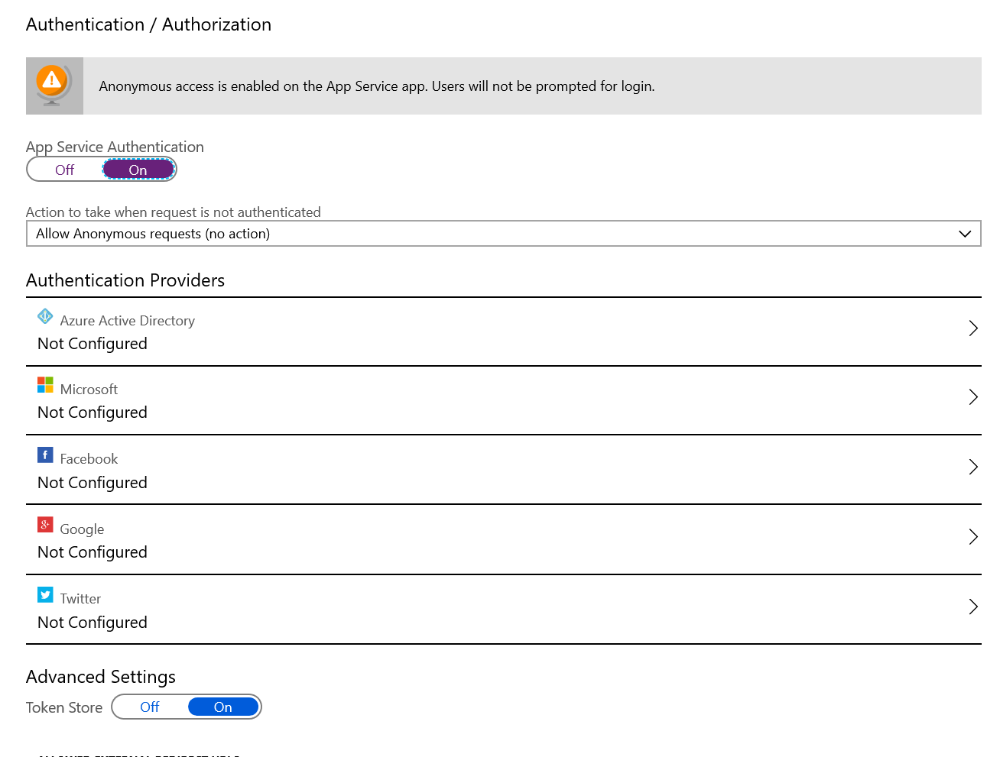 Authentication / Authorization
Anonymous access is enabled on the App Service app. Users will not be prompted for login.
App Service Authentication
Off On
Action to take when request is not authenticated
Allow Anonymous requests (no action)
Authentication Providers
Azure Active Directory
Not Configured
Microsoft
Not Configured
Facebook
Not Configured
Google
Not Configured
Twitter
Not Configured
Advanced Settings
Token Store Off On